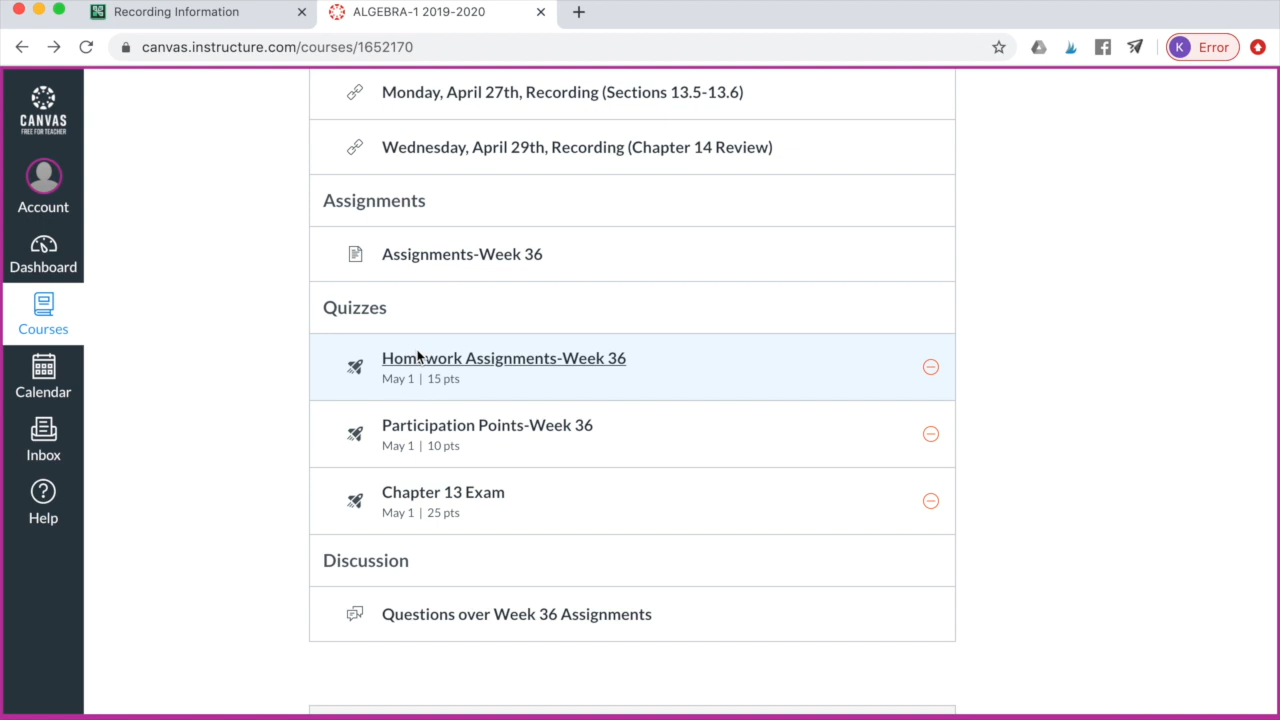 Recording Information
ALGEBRA-1 2019-2020
canvas.instructure.com/courses/1652170
K Error
CANVAS
FREE FOR TEACHER
Account
Dashboard
Courses
Calendar
Inbox
Help
Monday, April 27th, Recording (Sections 13.5-13.6)
Wednesday, April 29th, Recording (Chapter 14 Review)
Assignments
Assignments-Week 36
Quizzes
Homework Assignments-Week 36
May 1 | 15 pts
Participation Points-Week 36
May 1 | 10 pts
Chapter 13 Exam
May 1 | 25 pts
Discussion
Questions over Week 36 Assignments